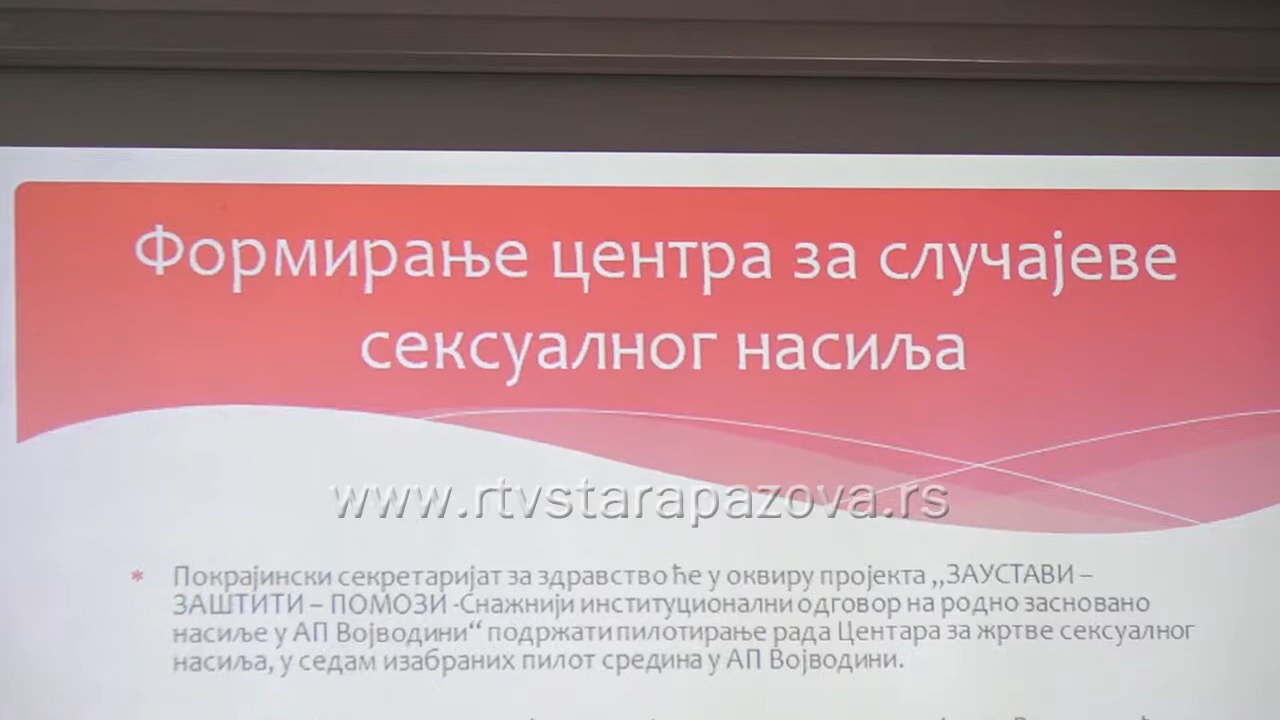 Формирање центра за случајеве
сексуалног насиља
www.rtvstarapazova.rs
* Покрајински секретаријат за здравство ће у оквиру пројекта ,,ЗАУСТАВИ –
ЗАШТИТИ – ПОМОЗИ -Снажнији институционални одговор на родно засновано
насиље у АП Војводини“ подржати пилотирање рада Центара за жртве сексуалног
насиља, у седам изабраних пилот средина у АП Војводини.